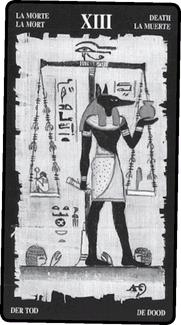 LA MORTE
LA MORT
XIII
DEATH
LA MUERTE
DER TOD
DE DOOD